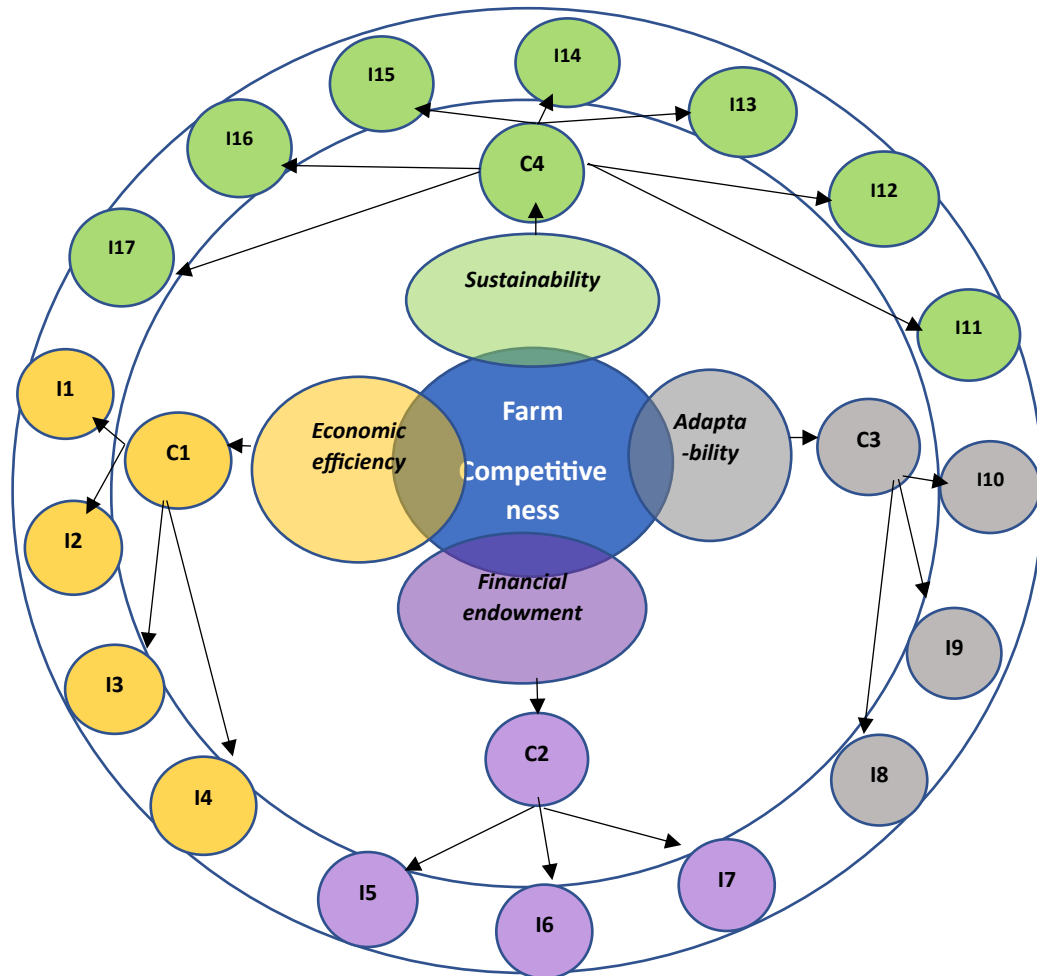 I14
I15
I13
I16
C4
I12
I17
Sustainability
I11
I1
Farm
Competitive
ness
Economic
efficiency
Adapta
-bility
C1
C3
I10
I2
Financial
endowment
I9
I3
C2
I8
I4
I7
I5
I6